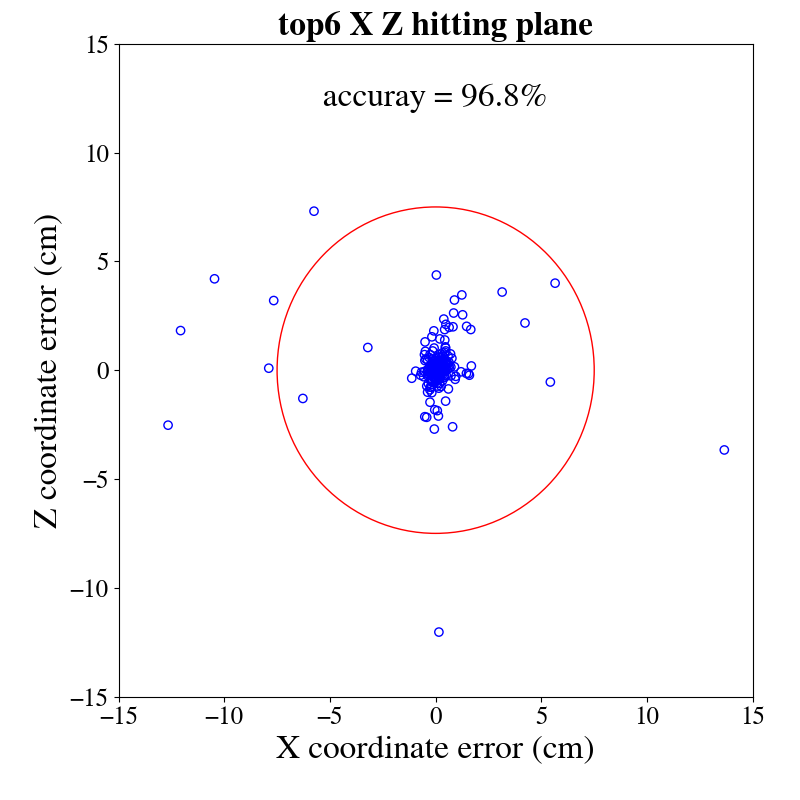 top6 X Z hitting plane
accuray = 96.8%
15
10
5
0
−5
−10
−15
Z coordinate error (cm)
−15 −10 −5 0 5 10 15
X coordinate error (cm)